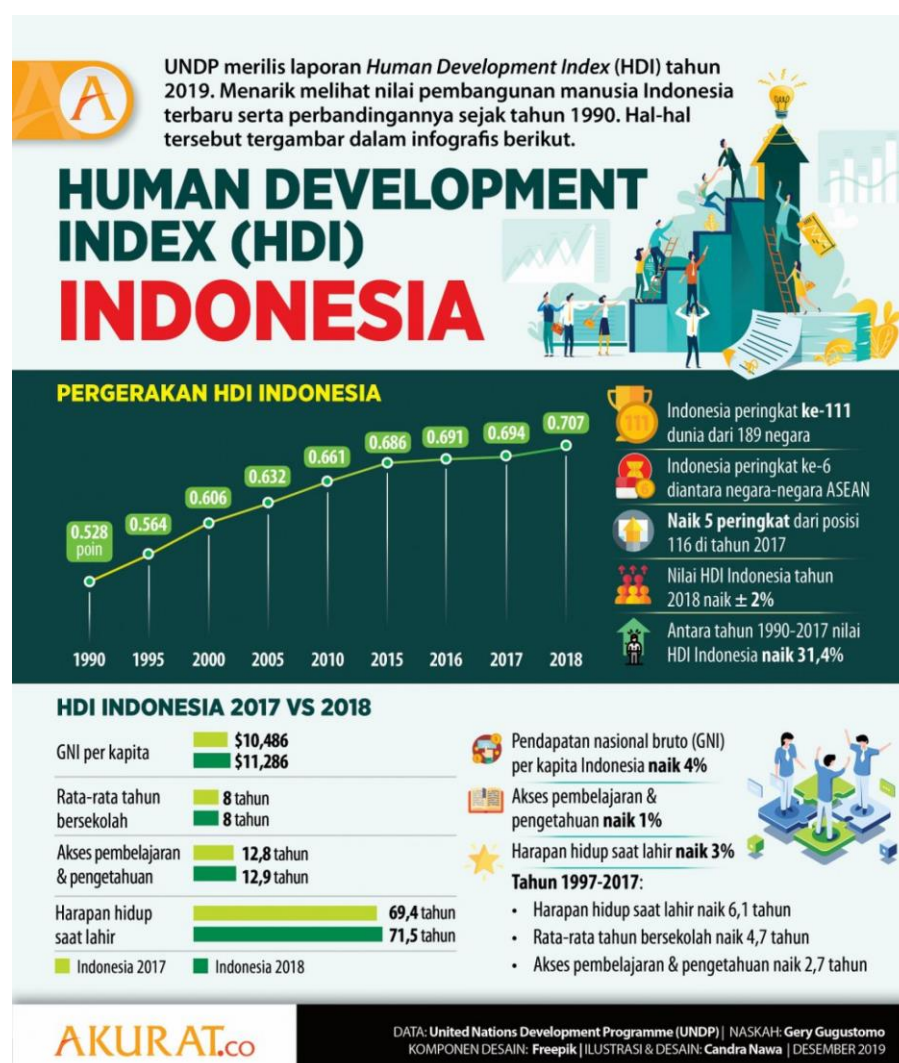 UNDP merilis laporan Human Development Index (HDI) tahun
2019. Menarik melihat nilai pembangunan manusia Indonesia
terbaru serta perbandingannya sejak tahun 1990. Hal-hal
tersebut tergambar dalam infografis berikut.
HUMAN DEVELOPMENT
INDEX (HDI)
INDONESIA
PERGERAKAN HDI INDONESIA
0.528
poin
0.564
0.606
0.632
0.661
0.686
0.691
0.694
0.707
1990 1995 2000 2005 2010 2015 2016 2017 2018
111
Indonesia peringkat ke-111
dunia dari 189 negara
6
Indonesia peringkat ke-6
diantara negara-negara ASEAN
Naik 5 peringkat dari posisi
116 di tahun 2017
Nilai HDI Indonesia tahun
2018 naik ± 2%
Antara tahun 1990-2017 nilai
HDI Indonesia naik 31,4%
HDI INDONESIA 2017 VS 2018
GNI per kapita
$10,486
$11,286
Rata-rata tahun
bersekolah
8 tahun
8 tahun
Akses pembelajaran
& pengetahuan
12,8 tahun
12,9 tahun
Harapan hidup
saat lahir
69,4 tahun
71,5 tahun
Indonesia 2017
Indonesia 2018
Pendapatan nasional bruto (GNI)
per kapita Indonesia naik 4%
Akses pembelajaran &
pengetahuan naik 1%
Harapan hidup saat lahir naik 3%
Tahun 1997-2017:
• Harapan hidup saat lahir naik 6,1 tahun
• Rata-rata tahun bersekolah naik 4,7 tahun
• Akses pembelajaran & pengetahuan naik 2,7 tahun
AKURAT.co
DATA: United Nations Development Programme (UNDP) | NASKAH: Gery Gugustomo
KOMPONEN DESAIN: Freepik | ILUSTRASI & DESAIN: Candra Nawa | DESEMBER 2019